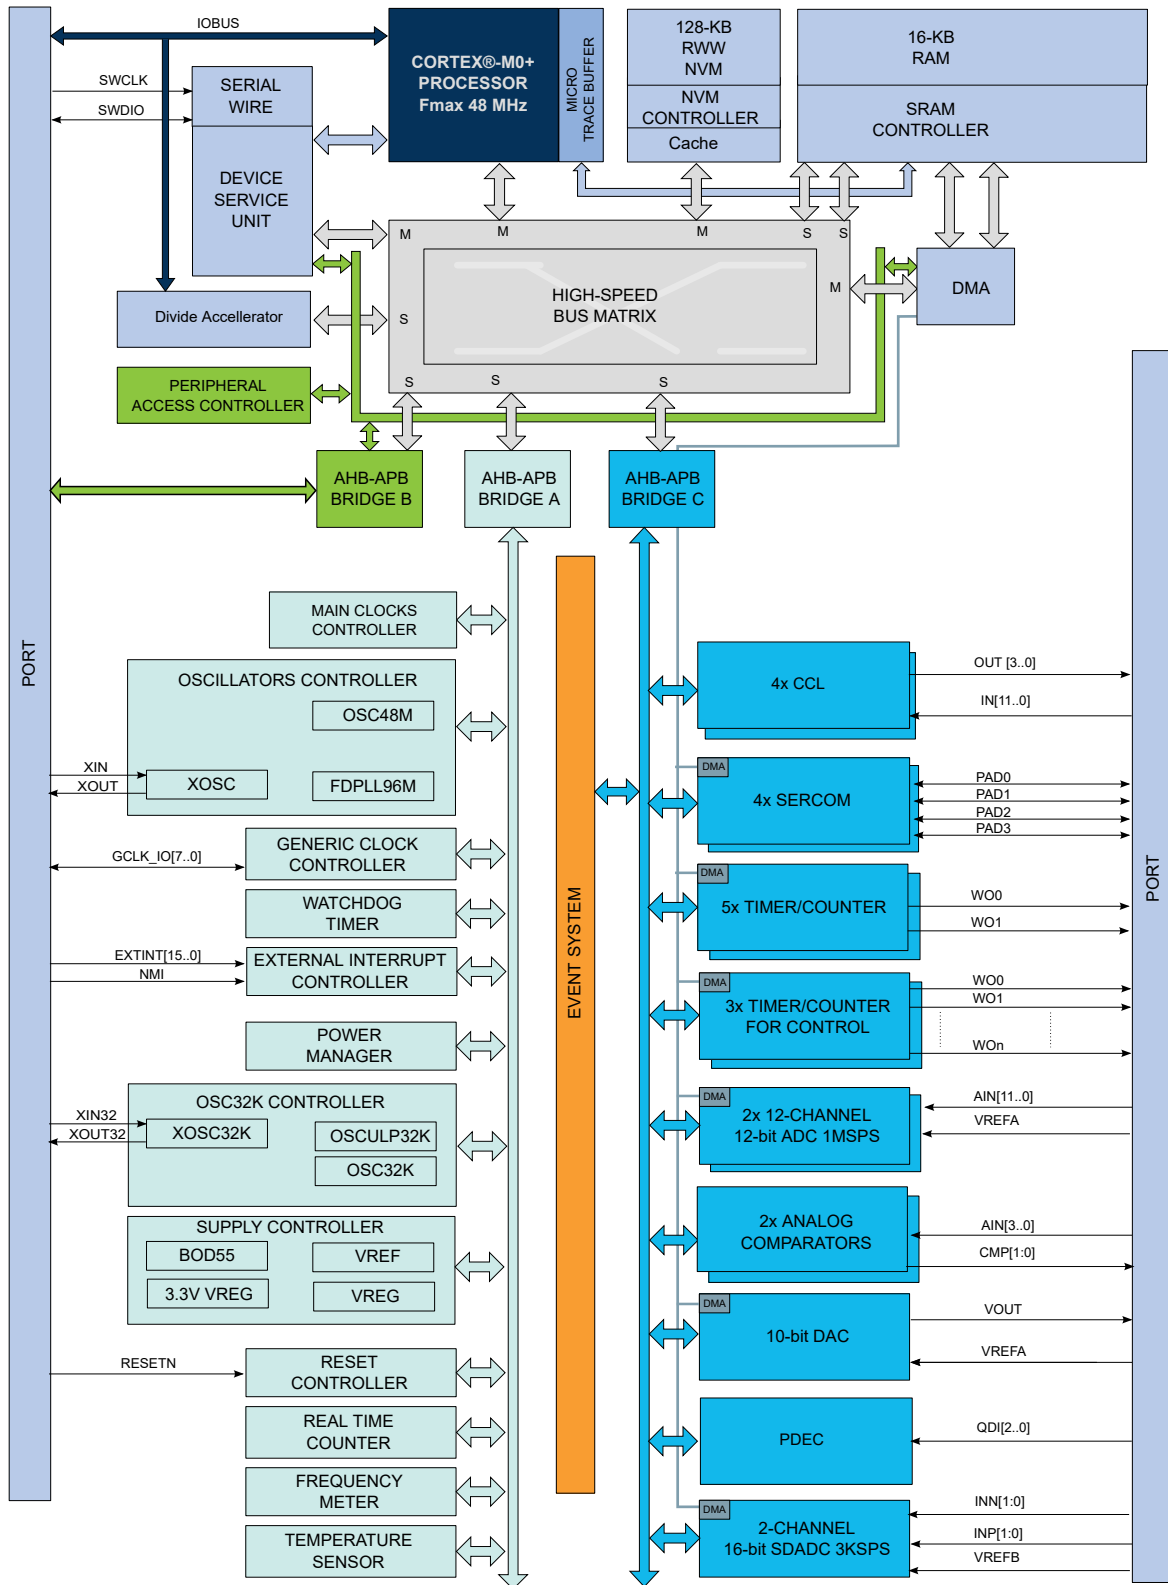 IOBUS
SWCLK
SWDIO
SERIAL
WIRE
DEVICE
SERVICE
UNIT
CORTEX®-M0+
PROCESSOR
Fmax 48 MHz
MICRO
TRACE BUFFER
128-KB
RWW
NVM
NVM
CONTROLLER
Cache
16-KB
RAM
SRAM
CONTROLLER
M
M
M
S
S
M
S
S
S
S
HIGH-SPEED
BUS MATRIX
DMA
Divide Accellerator
PERIPHERAL
ACCESS CONTROLLER
AHB-APB
BRIDGE B
AHB-APB
BRIDGE A
AHB-APB
BRIDGE C
PORT
PORT
EVENT SYSTEM
MAIN CLOCKS
CONTROLLER
OSCILLATORS CONTROLLER
OSC48M
XOSC
FDPLL96M
XIN
XOUT
GENERIC CLOCK
CONTROLLER
GCLK_IO[7..0]
WATCHDOG
TIMER
EXTINT[15..0]
NMI
EXTERNAL INTERRUPT
CONTROLLER
POWER
MANAGER
OSC32K CONTROLLER
XIN32
XOUT32
XOSC32K
OSCULP32K
OSC32K
SUPPLY CONTROLLER
BOD55
VREF
3.3V VREG
VREG
RESETN
RESET
CONTROLLER
REAL TIME
COUNTER
FREQUENCY
METER
TEMPERATURE
SENSOR
4x CCL
OUT [3..0]
IN[11..0]
DMA
4x SERCOM
PAD0
PAD1
PAD2
PAD3
DMA
5x TIMER/COUNTER
WO0
WO1
DMA
3x TIMER/COUNTER
FOR CONTROL
WO0
WO1
WOn
DMA
2x 12-CHANNEL
12-bit ADC 1MSPS
AIN[11..0]
VREFA
2x ANALOG
COMPARATORS
AIN[3..0]
CMP[1:0]
DMA
10-bit DAC
VOUT
VREFA
PDEC
QDI[2..0]
DMA
2-CHANNEL
16-bit SDADC 3KSPS
INN[1:0]
INP[1:0]
VREFB